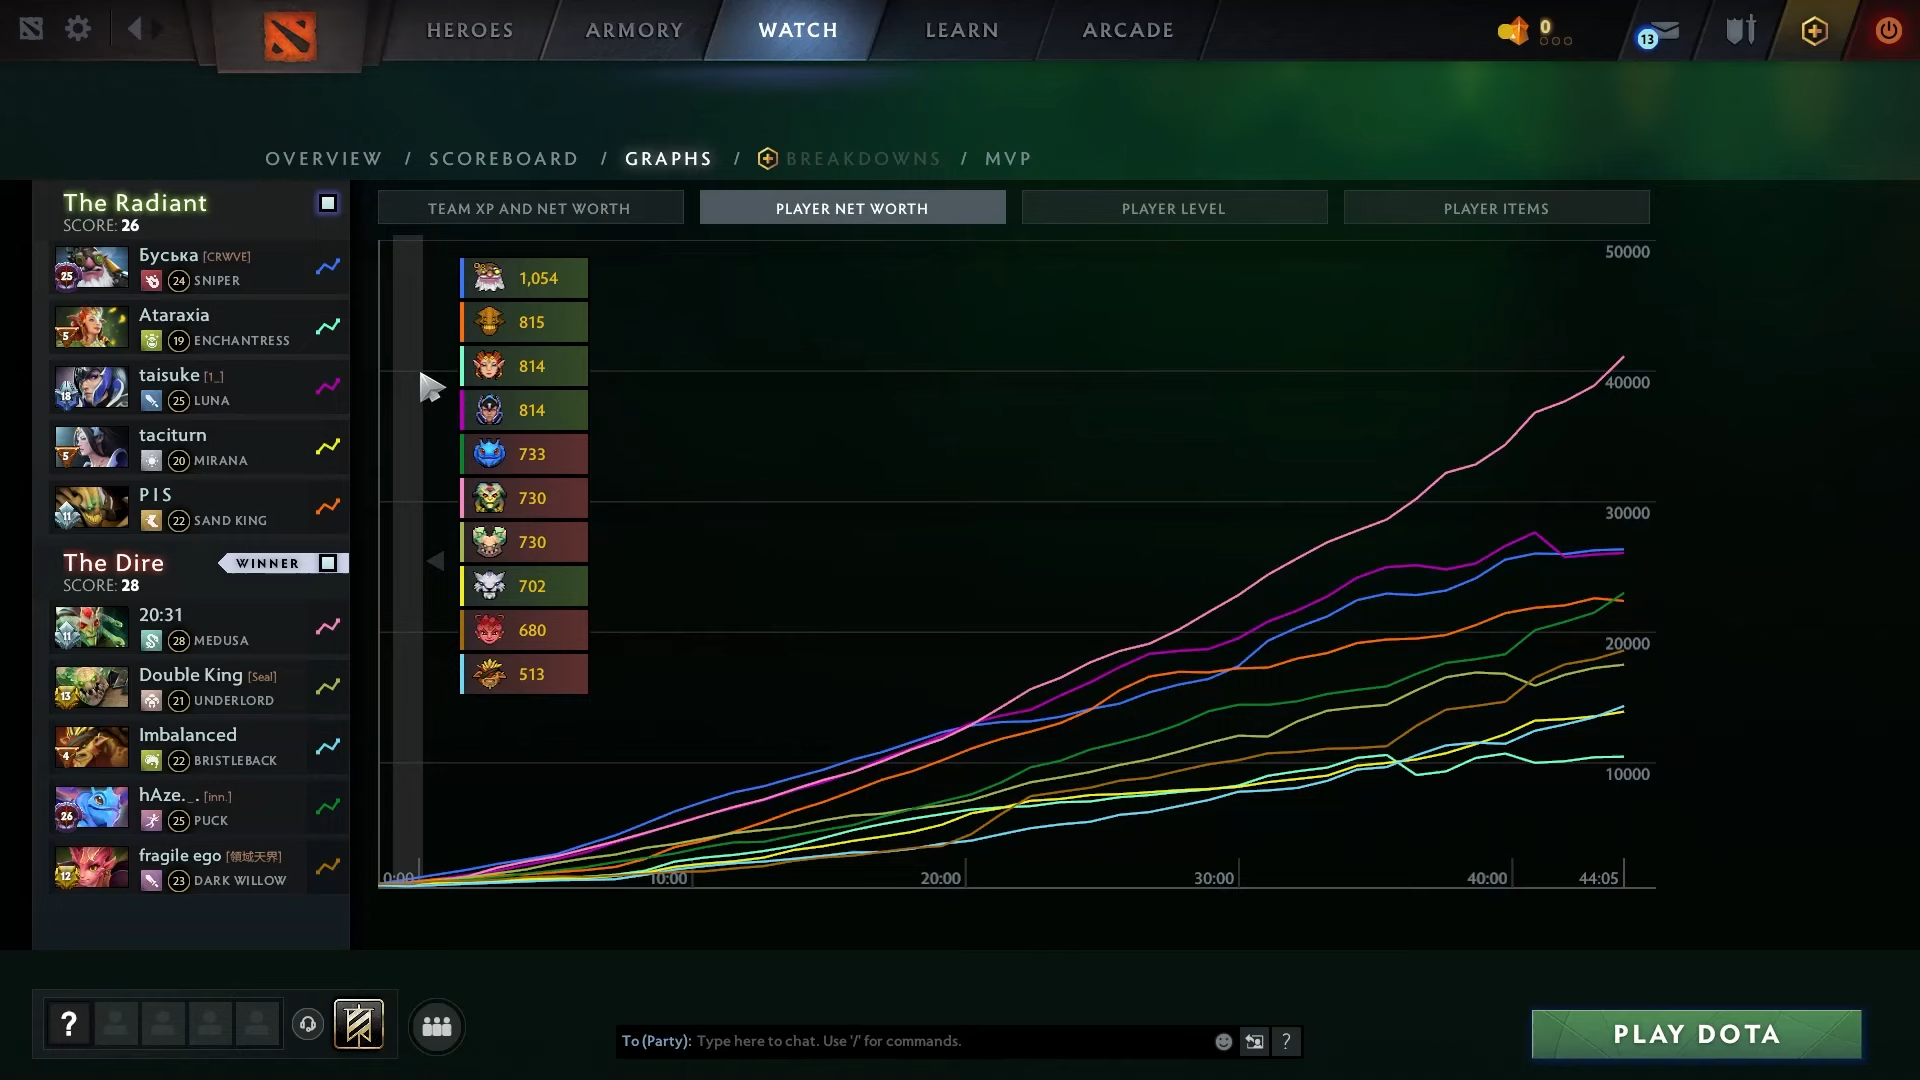 HEROES
ARMORY
WATCH
LEARN
ARCADE
0
13
OVERVIEW / SCOREBOARD / GRAPHS / BREAKDOWNS / MVP
The Radiant
SCORE: 26
Буська [CRWVE]
25
24 SNIPER
Ataraxia
5
19 ENCHANTRESS
taisuke [1_]
18
25 LUNA
taciturn
5
20 MIRANA
P I S
11
22 SAND KING
The Dire
WINNER
SCORE: 28
20:31
11
28 MEDUSA
Double King [Seal]
13
21 UNDERLORD
Imbalanced
4
22 BRISTLEBACK
hAze._. [inn.]
26
25 PUCK
fragile ego [領域天界]
12
23 DARK WILLOW
TEAM XP AND NET WORTH
PLAYER NET WORTH
PLAYER LEVEL
PLAYER ITEMS
1,054
815
814
814
733
730
730
702
680
513
50000
40000
30000
20000
10000
0:00
10:00
20:00
30:00
40:00
44:05
?
To (Party): Type here to chat. Use '/' for commands.
?
PLAY DOTA